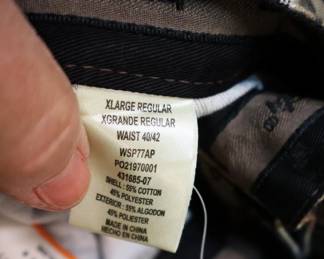 XLARGE REGULAR
XGRANDE REGULAR
WAIST 40/42
WSP77AP
PO21970001
431685-07
SHELL : 55% COTTON
45% POLYESTER
EXTERIOR : 55% ALGODON
45% POLIESTER
MADE IN CHINA
HECHO EN CHINA